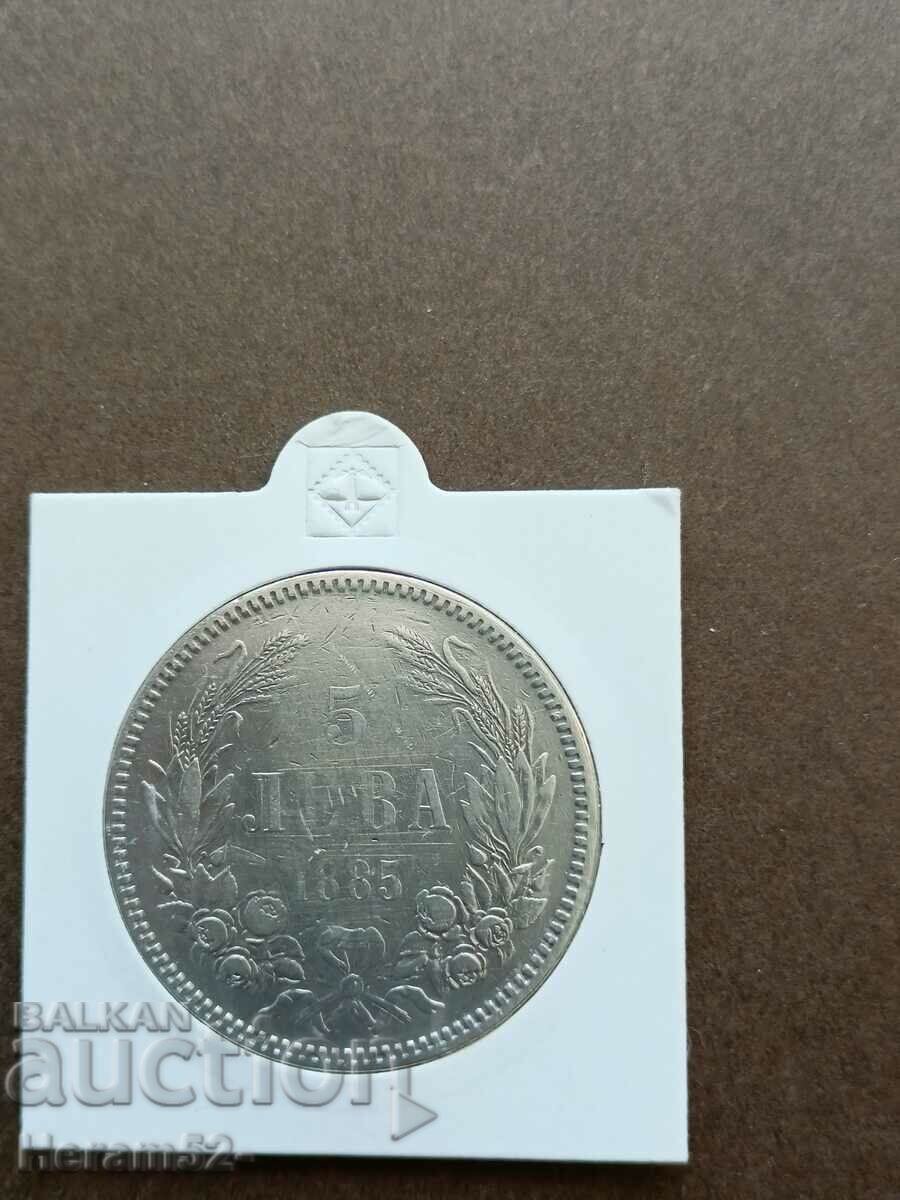 5
ЛЕВА
1885
BALKAN
auction
Heram52-